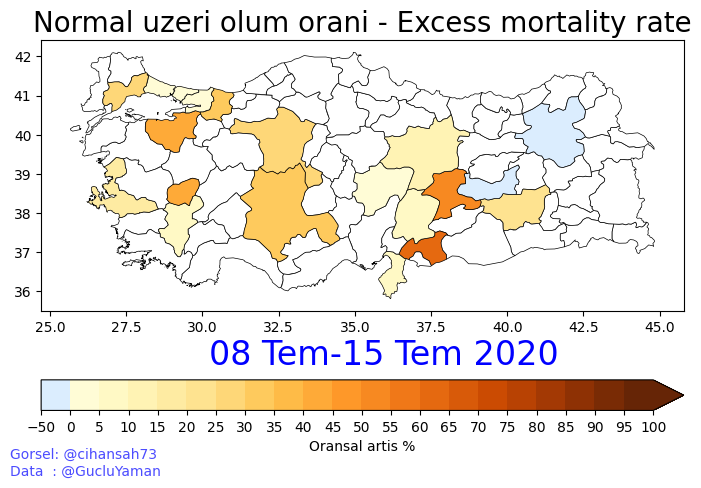 Normal uzeri olum orani - Excess mortality rate
42
41
40
39
38
37
36
25.0 27.5 30.0 32.5 35.0 37.5 40.0 42.5 45.0
08 Tem-15 Tem 2020
−50 0 5 10 15 20 25 30 35 40 45 50 55 60 65 70 75 80 85 90 95 100
Oransal artis %
Gorsel: @cihansah73
Data : @GucluYaman